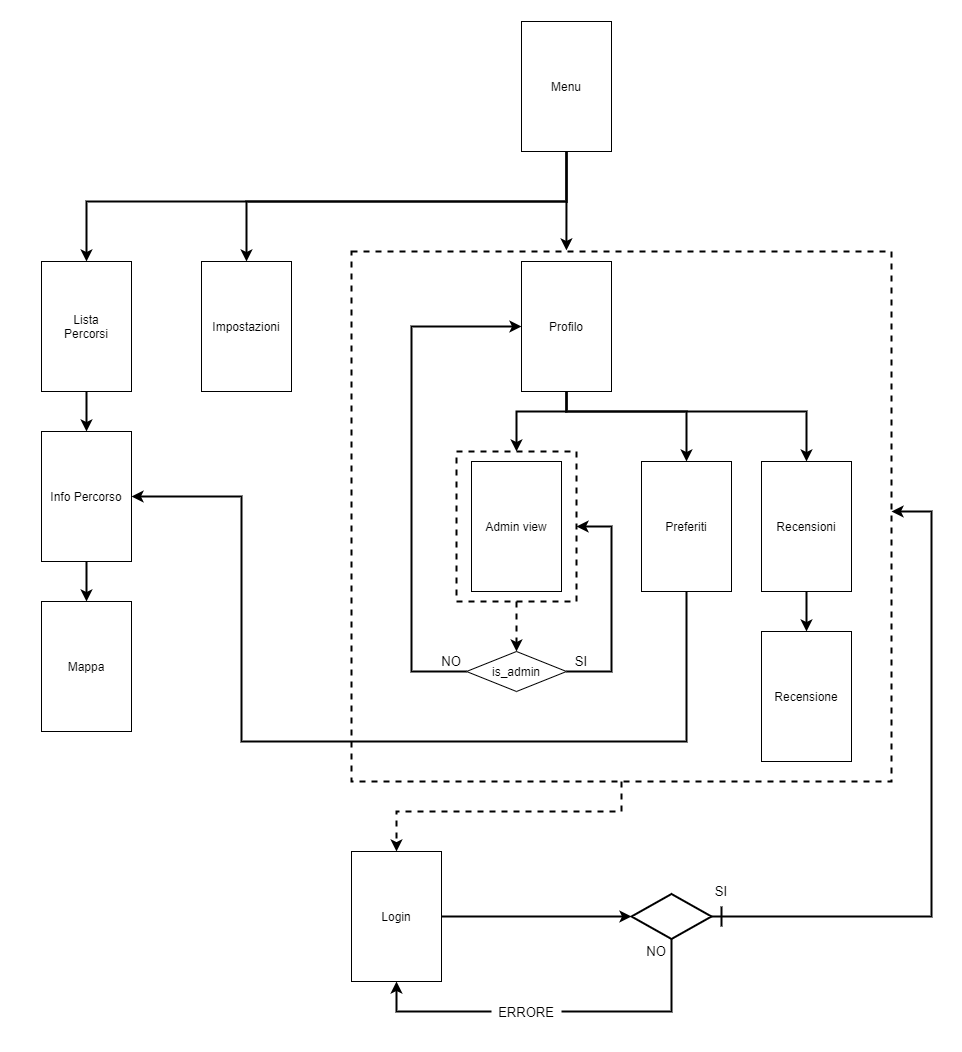 Menu
Lista
Percorsi
Impostazioni
Profilo
Info Percorso
Admin view
Preferiti
Recensioni
Mappa
NO
is_admin
SI
Recensione
Login
SI
NO
ERRORE